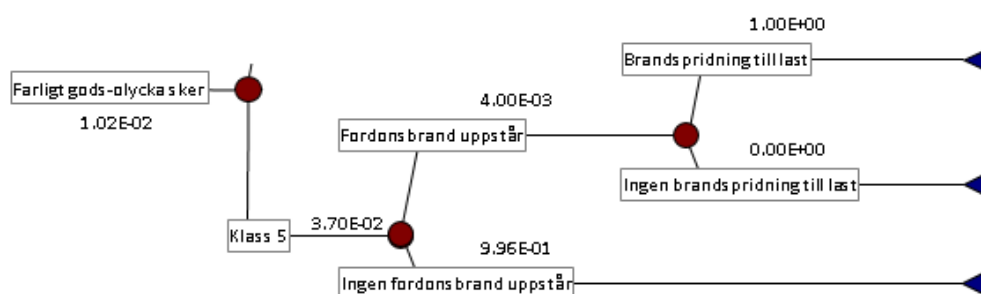 1.00E+00
Brandspridning till last
Farligt gods-olycka sker
4.00E-03
1.02E-02
Fordonsbrand uppstår
0.00E+00
Ingen brandspridning till last
3.70E-02
Klass 5
9.96E-01
Ingen fordonsbrand uppstår